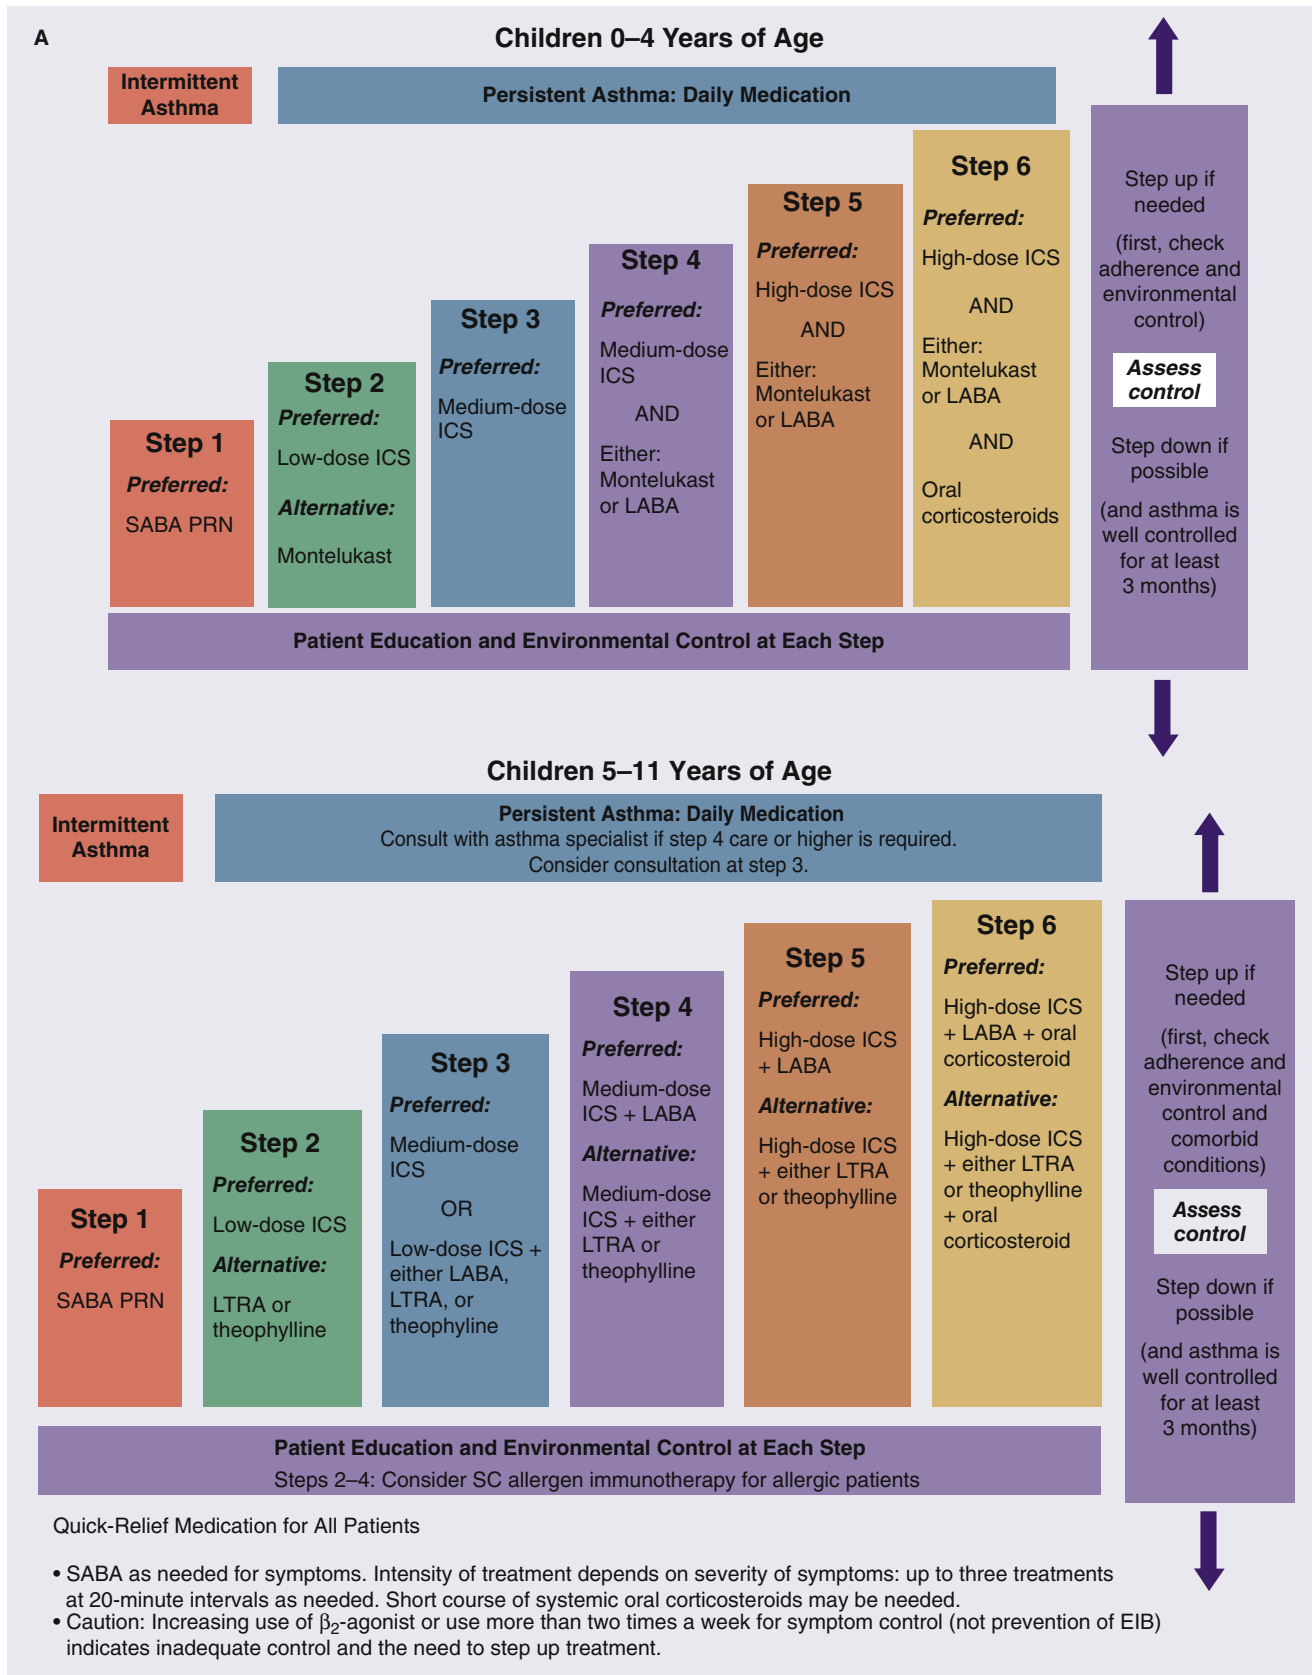 A
Children 0–4 Years of Age
Intermittent
Asthma
Persistent Asthma: Daily Medication
Step 1
Preferred:
SABA PRN
Step 2
Preferred:
Low-dose ICS
Alternative:
Montelukast
Step 3
Preferred:
Medium-dose
ICS
Step 4
Preferred:
Medium-dose
ICS
AND
Either:
Montelukast
or LABA
Step 5
Preferred:
High-dose ICS
AND
Either:
Montelukast
or LABA
Step 6
Preferred:
High-dose ICS
AND
Either:
Montelukast
or LABA
AND
Oral
corticosteroids
Patient Education and Environmental Control at Each Step
Step up if
needed
(first, check
adherence and
environmental
control)
Assess
control
Step down if
possible
(and asthma is
well controlled
for at least
3 months)
Children 5–11 Years of Age
Intermittent
Asthma
Persistent Asthma: Daily Medication
Consult with asthma specialist if step 4 care or higher is required.
Consider consultation at step 3.
Step 1
Preferred:
SABA PRN
Step 2
Preferred:
Low-dose ICS
Alternative:
LTRA or
theophylline
Step 3
Preferred:
Medium-dose
ICS
OR
Low-dose ICS +
either LABA,
LTRA, or
theophyline
Step 4
Preferred:
Medium-dose
ICS + LABA
Alternative:
Medium-dose
ICS + either
LTRA or
theophylline
Step 5
Preferred:
High-dose ICS
+ LABA
Alternative:
High-dose ICS
+ either LTRA
or theophylline
Step 6
Preferred:
High-dose ICS
+ LABA + oral
corticosteroid
Alternative:
High-dose ICS
+ either LTRA
or theophylline
+ oral
corticosteroid
Patient Education and Environmental Control at Each Step
Steps 2–4: Consider SC allergen immunotherapy for allergic patients
Step up if
needed
(first, check
adherence and
environmental
control and
comorbid
conditions)
Assess
control
Step down if
possible
(and asthma is
well controlled
for at least
3 months)
Quick-Relief Medication for All Patients
• SABA as needed for symptoms. Intensity of treatment depends on severity of symptoms: up to three treatments
at 20-minute intervals as needed. Short course of systemic oral corticosteroids may be needed.
• Caution: Increasing use of β₂-agonist or use more than two times a week for symptom control (not prevention of EIB)
indicates inadequate control and the need to step up treatment.